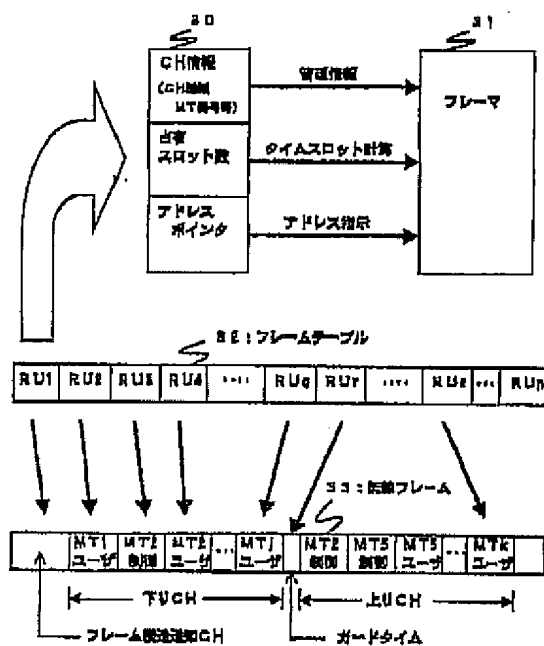 30
31
CH情報
(CH種別
MT番号等)
管理情報
フレーマ
占有
スロット数
タイムスロット計算
アドレス
ポインタ
アドレス指示
32:フレームテーブル
RU1 RU2 RU3 RU4 ···· RUq RUr ···· RUs ··· RUp
33:無線フレーム
MT1 ユーザ
MT2 制御
MT2 ユーザ
···
MTj ユーザ
MT2 制御
MT5 制御
MT5 ユーザ
···
MTk ユーザ
下りCH
上りCH
フレーム構造通知CH
ガードタイム